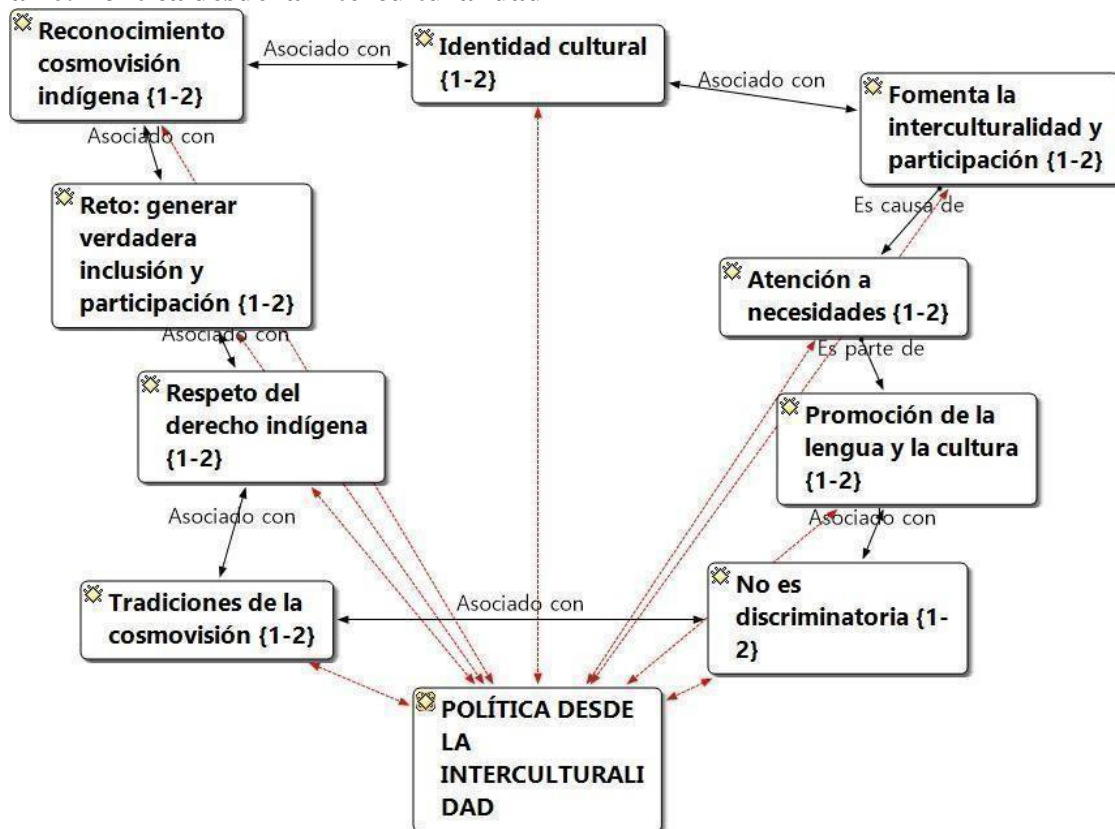 Reconocimiento
cosmovisión
indígena {1-2}
Asociado con
Identidad cultural
{1-2}
Asociado con
Fomenta la
interculturalidad y
participación {1-2}
Asociado con
Es causa de
Reto: generar
verdadera
inclusión y
participación {1-2}
Atención a
necesidades {1-2}
Asociado con
Es parte de
Respeto del
derecho indígena
{1-2}
Promoción de la
lengua y la cultura
{1-2}
Asociado con
Asociado con
Tradiciones de la
cosmovisión {1-2}
Asociado con
No es
discriminatoria {1-
2}
POLÍTICA DESDE
LA
INTERCULTURALI
DAD